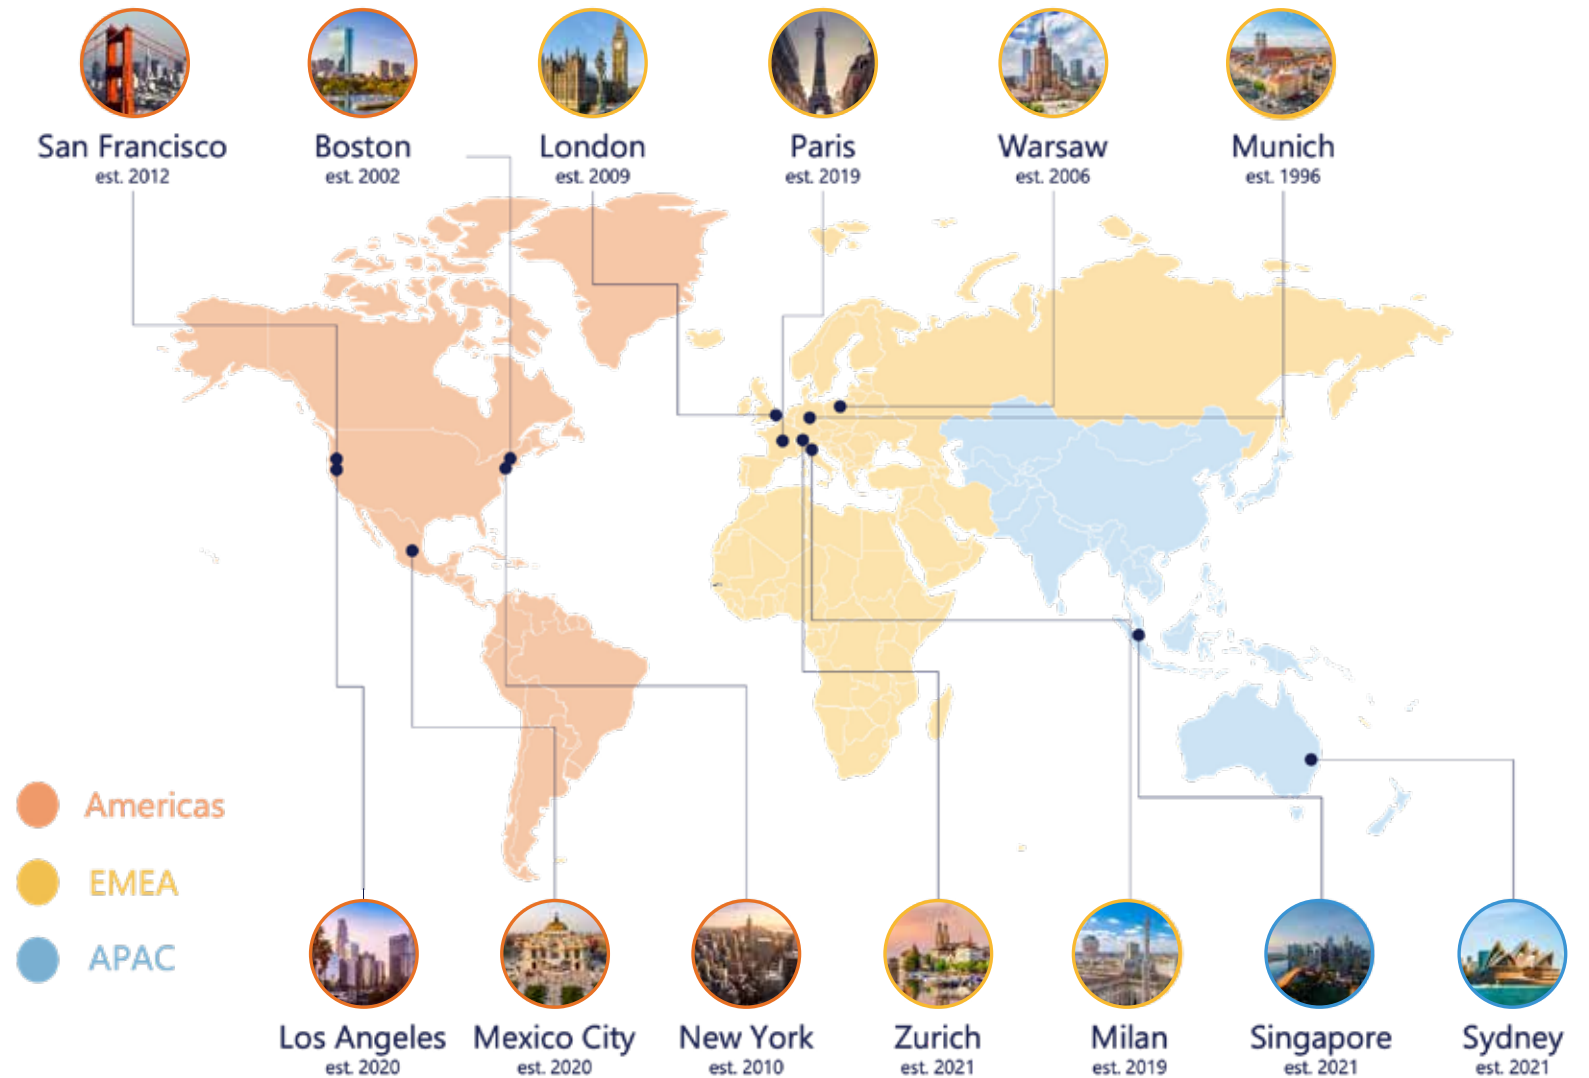 San Francisco
est. 2012
Boston
est. 2002
London
est. 2009
Paris
est. 2019
Warsaw
est. 2006
Munich
est. 1996
Americas
EMEA
APAC
Los Angeles
est. 2020
Mexico City
est. 2020
New York
est. 2010
Zurich
est. 2021
Milan
est. 2019
Singapore
est. 2021
Sydney
est. 2021